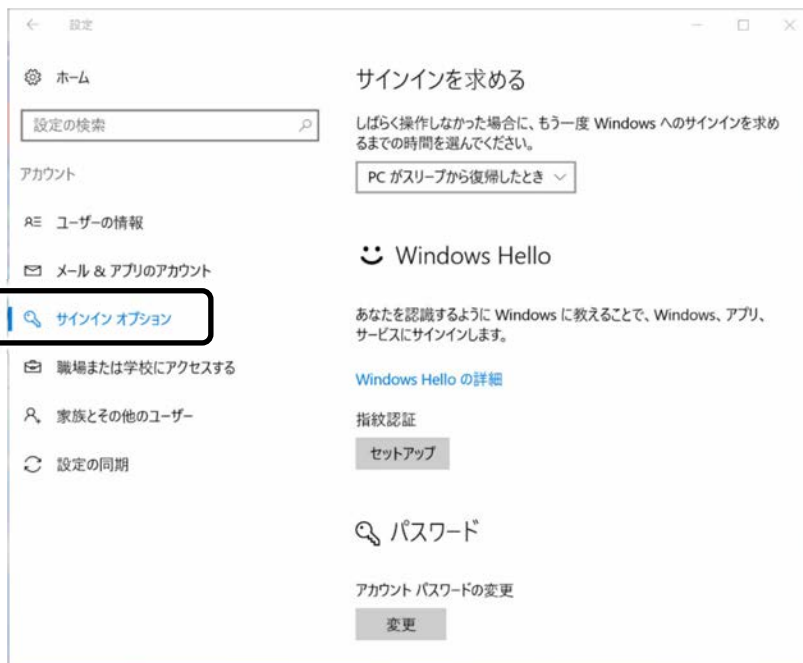 設定
ホーム
設定の検索
アカウント
ユーザーの情報
メール & アプリのアカウント
サインイン オプション
職場または学校にアクセスする
家族とその他のユーザー
設定の同期
サインインを求める
しばらく操作しなかった場合に、もう一度 Windows へのサインインを求め
るまでの時間を選んでください。
PC がスリープから復帰したとき
Windows Hello
あなたを認識するように Windows に教えることで、Windows、アプリ、
サービスにサインインします。
Windows Hello の詳細
指紋認証
セットアップ
パスワード
アカウント パスワードの変更
変更